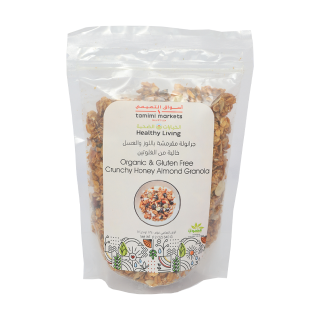 أسواق التميمي
tamimi markets
Healthy Living
جرانولا مقرمشة باللوز والعسل
خالية من الغلوتين
Organic & Gluten Free
Crunchy Honey Almond Granola